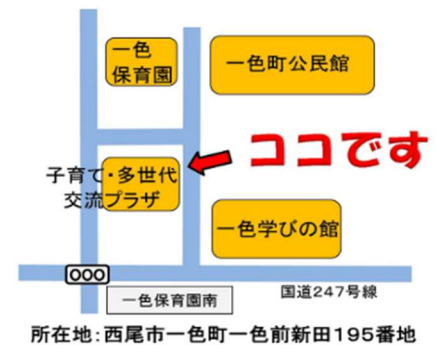 一色
保育園
一色町公民館
ココです
子育て・多世代
交流プラザ
一色学びの館
国道247号線
一色保育園南
所在地:西尾市一色町一色前新田195番地